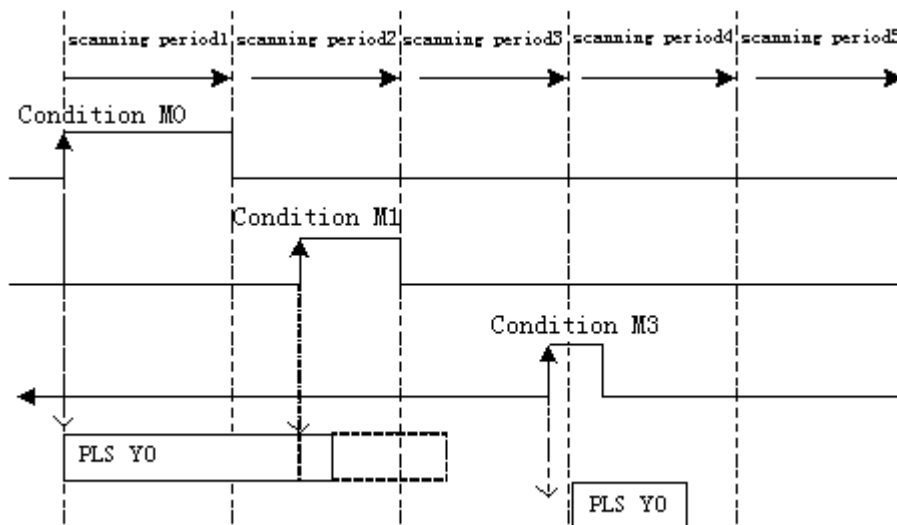 scanning period1 scanning period2 scanning period3 scanning period4 scanning period5
Condition M0
Condition M1
Condition M3
PLS Y0
PLS Y0